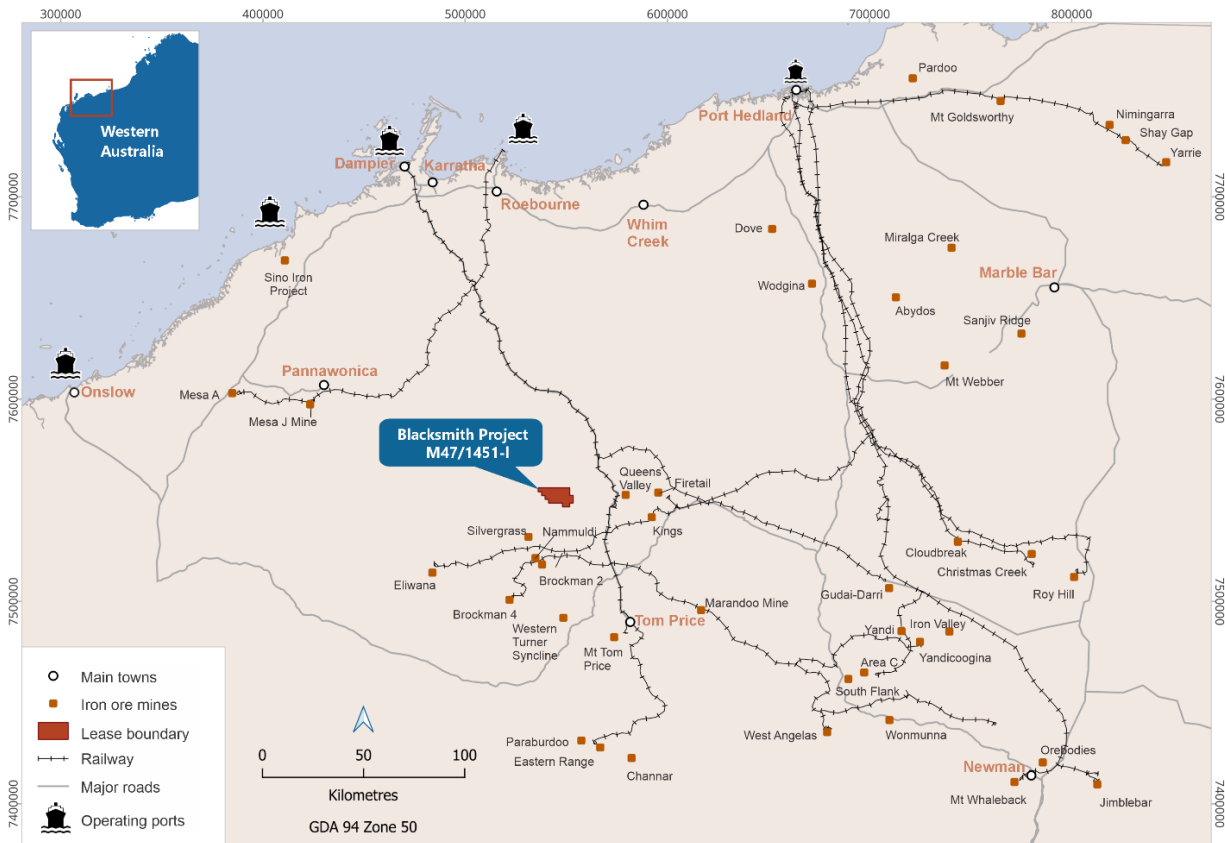 300000
400000
500000
600000
700000
800000
Western
Australia
Pardoo
Port Hedland
Mt Goldsworthy
Nimingarra
Shay Gap
Yarrie
Dampier
Karratha
Roebourne
7700000
7700000
Whim
Creek
Dove
Miralga Creek
Marble Bar
Sino Iron
Project
Wodgina
Abydos
Sanjiv Ridge
Pannawonica
Mt Webber
Onslow
Mesa A
Mesa J Mine
7600000
7600000
Blacksmith Project
M47/1451-I
Queens
Valley
Firetail
Silvergrass
Nammuldi
Kings
Cloudbreak
Christmas Creek
Eliwana
Brockman 2
Roy Hill
7500000
7500000
Brockman 4
Gudai-Darri
Marandoo Mine
Western
Turner
Syncline
Tom Price
Mt Tom
Price
Yandi
Iron Valley
Yandicoogina
Area C
South Flank
Paraburdoo
Eastern Range
Channar
West Angelas
Wonmunna
Orebodies
Newman
Mt Whaleback
Jimblebar
7400000
7400000
Main towns
Iron ore mines
Lease boundary
Railway
Major roads
Operating ports
0
50
100
Kilometres
GDA 94 Zone 50